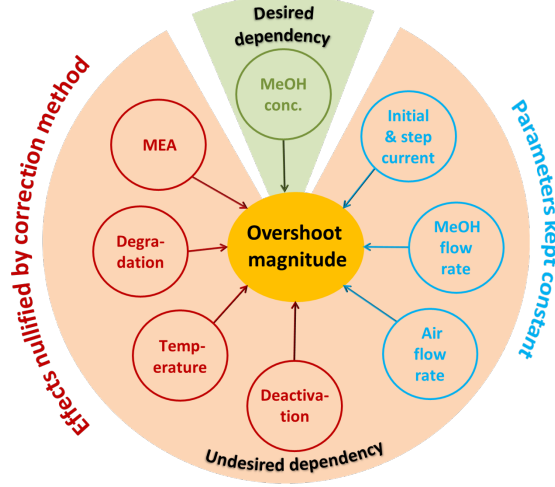 Desired
dependency
MeOH
conc.
Initial
& step
current
MeOH
flow
rate
Air
flow
rate
Parameters kept constant
MEA
Degra-
dation
Temp-
erature
Deactiva-
tion
Effects nullified by correction method
Overshoot
magnitude
Undesired dependency